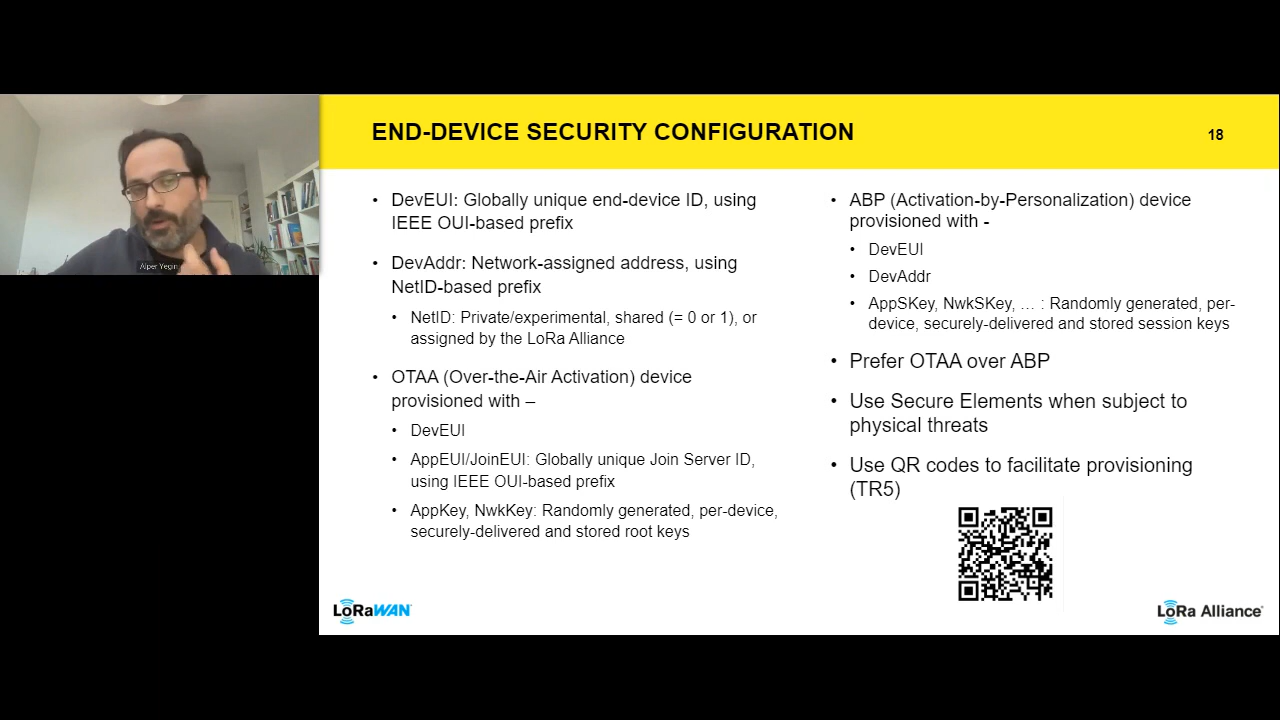 END-DEVICE SECURITY CONFIGURATION
18
Alper Yegin
• DevEUI: Globally unique end-device ID, using
IEEE OUI-based prefix
• DevAddr: Network-assigned address, using
NetID-based prefix
• NetID: Private/experimental, shared (= 0 or 1), or
assigned by the LoRa Alliance
• OTAA (Over-the-Air Activation) device
provisioned with –
• DevEUI
• AppEUI/JoinEUI: Globally unique Join Server ID,
using IEEE OUI-based prefix
• AppKey, NwkKey: Randomly generated, per-device,
securely-delivered and stored root keys
• ABP (Activation-by-Personalization) device
provisioned with -
• DevEUI
• DevAddr
• AppSKey, NwkSKey, … : Randomly generated, per-
device, securely-delivered and stored session keys
• Prefer OTAA over ABP
• Use Secure Elements when subject to
physical threats
• Use QR codes to facilitate provisioning
(TR5)
LoRaWAN
LoRa Alliance